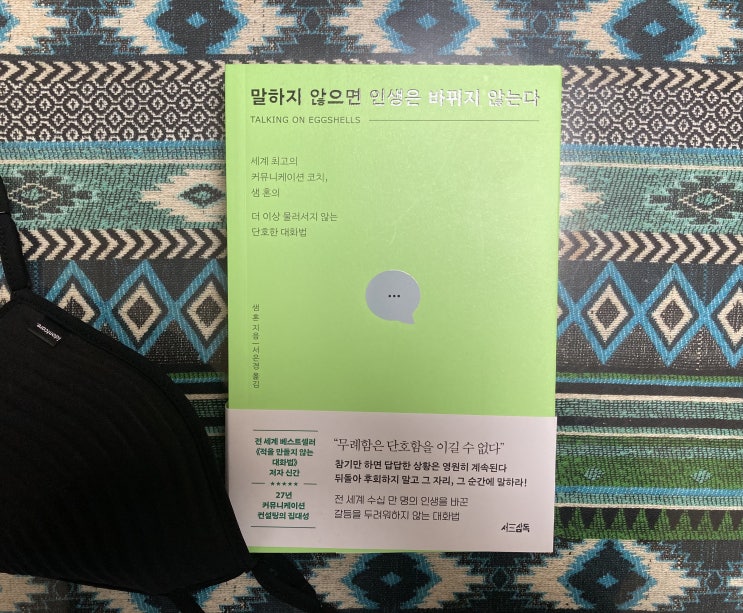 말하지 않으면 인생은 바뀌지 않는다
TALKING ON EGGSHELLS
세계 최고의
커뮤니케이션 코치,
샘 혼의
더 이상 물러서지 않는
단호한 대화법
...
샘 혼 지음 | 서은경 옮김
전 세계 베스트셀러
《적을 만들지 않는
대화법》
저자 신간
★★★★★
27년
커뮤니케이션
컨설팅의 집대성
“무례함은 단호함을 이길 수 없다”
참기만 하면 답답한 상황은 영원히 계속된다
뒤돌아 후회하지 말고 그 자리, 그 순간에 말하라!
전 세계 수십 만 명의 인생을 바꾼
갈등을 두려워하지 않는 대화법
서삼독